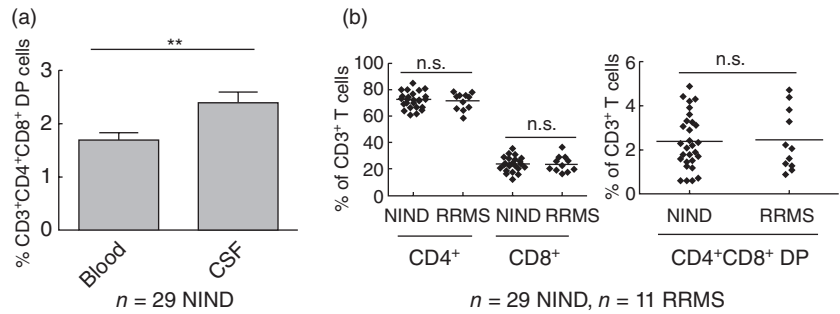 (a)
% CD3+CD4+CD8+ DP cells
3
2
1
0
**
Blood
CSF
n = 29 NIND
(b)
% of CD3+ T cells
100
80
60
40
20
0
n.s.
n.s.
NIND RRMS NIND RRMS
CD4+ CD8+
% of CD3+ T cells
6
4
2
0
n.s.
NIND RRMS
CD4+CD8+ DP
n = 29 NIND, n = 11 RRMS